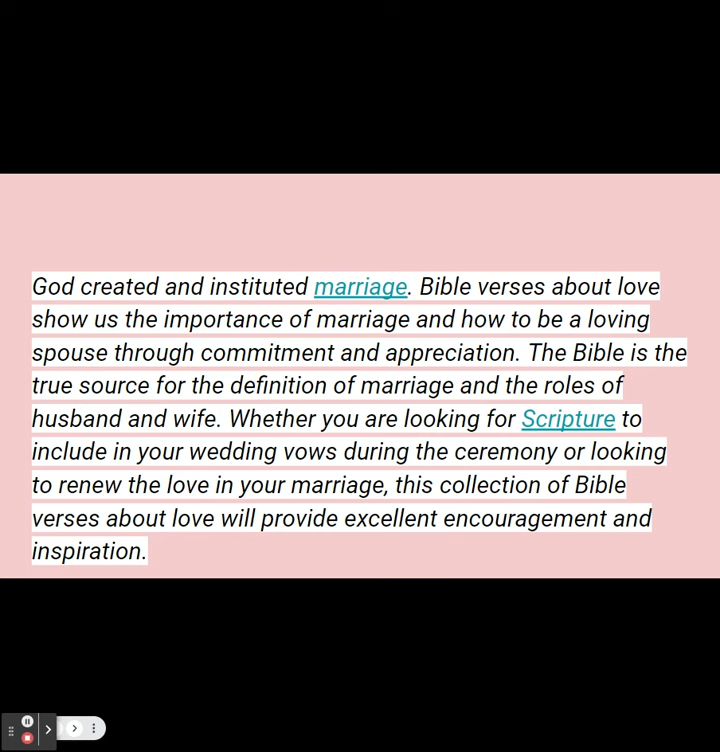 God created and instituted marriage. Bible verses about love
show us the importance of marriage and how to be a loving
spouse through commitment and appreciation. The Bible is the
true source for the definition of marriage and the roles of
husband and wife. Whether you are looking for Scripture to
include in your wedding vows during the ceremony or looking
to renew the love in your marriage, this collection of Bible
verses about love will provide excellent encouragement and
inspiration.